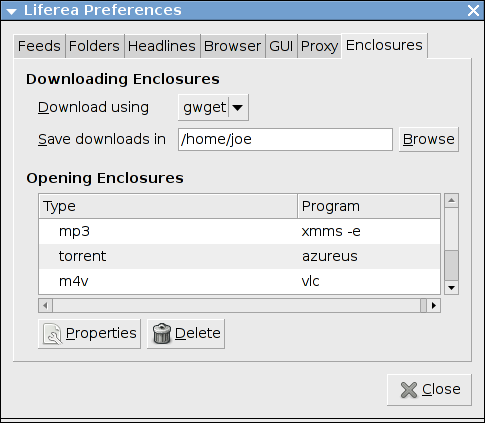 Liferea Preferences
Feeds Folders Headlines Browser GUI Proxy Enclosures
Downloading Enclosures
Download using gwget
Save downloads in /home/joe Browse
Opening Enclosures
Type Program
mp3 xmms -e
torrent azureus
m4v vlc
Properties Delete
Close